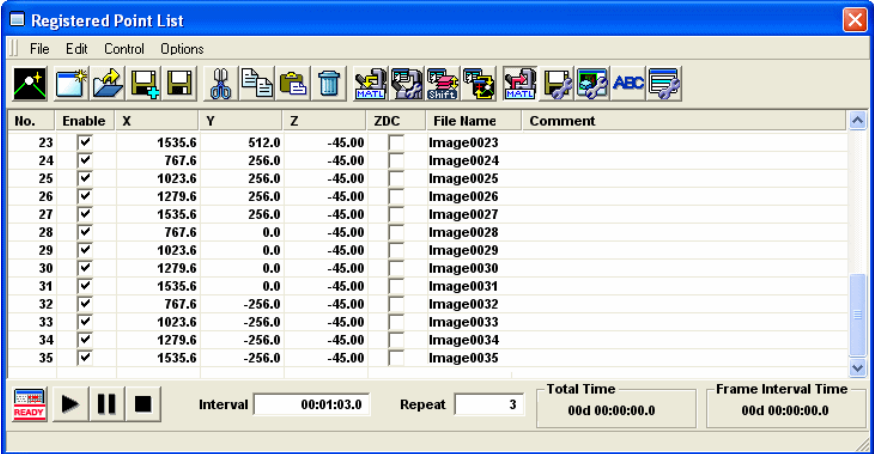 Registered Point List
File Edit Control Options
MATL Shift MATL ABC
No. Enable X Y Z ZDC File Name Comment
23 1535.6 512.0 -45.00 Image0023
24 767.6 256.0 -45.00 Image0024
25 1023.6 256.0 -45.00 Image0025
26 1279.6 256.0 -45.00 Image0026
27 1535.6 256.0 -45.00 Image0027
28 767.6 0.0 -45.00 Image0028
29 1023.6 0.0 -45.00 Image0029
30 1279.6 0.0 -45.00 Image0030
31 1535.6 0.0 -45.00 Image0031
32 767.6 -256.0 -45.00 Image0032
33 1023.6 -256.0 -45.00 Image0033
34 1279.6 -256.0 -45.00 Image0034
35 1535.6 -256.0 -45.00 Image0035
READY Interval 00:01:03.0 Repeat 3
Total Time
00d 00:00:00.0
Frame Interval Time
00d 00:00:00.0